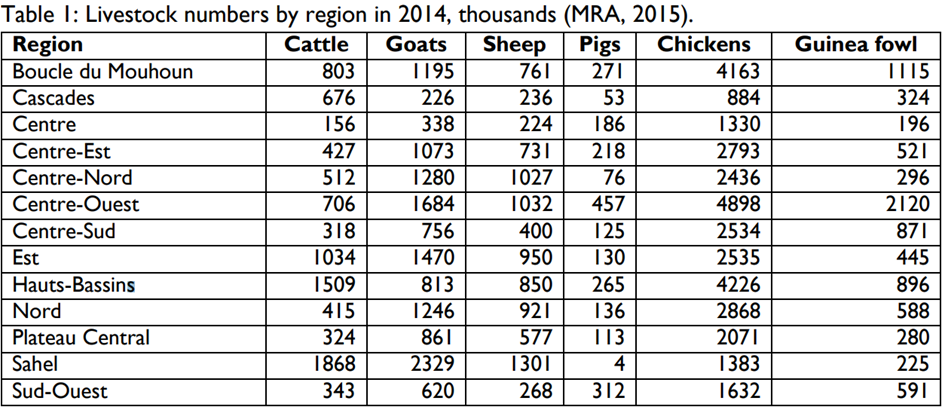 Table 1: Livestock numbers by region in 2014, thousands (MRA, 2015).
Region Cattle Goats Sheep Pigs Chickens Guinea fowl
Boucle du Mouhoun 803 1195 761 271 4163 1115
Cascades 676 226 236 53 884 324
Centre 156 338 224 186 1330 196
Centre-Est 427 1073 731 218 2793 521
Centre-Nord 512 1280 1027 76 2436 296
Centre-Ouest 706 1684 1032 457 4898 2120
Centre-Sud 318 756 400 125 2534 871
Est 1034 1470 950 130 2535 445
Hauts-Bassins 1509 813 850 265 4226 896
Nord 415 1246 921 136 2868 588
Plateau Central 324 861 577 113 2071 280
Sahel 1868 2329 1301 4 1383 225
Sud-Ouest 343 620 268 312 1632 591